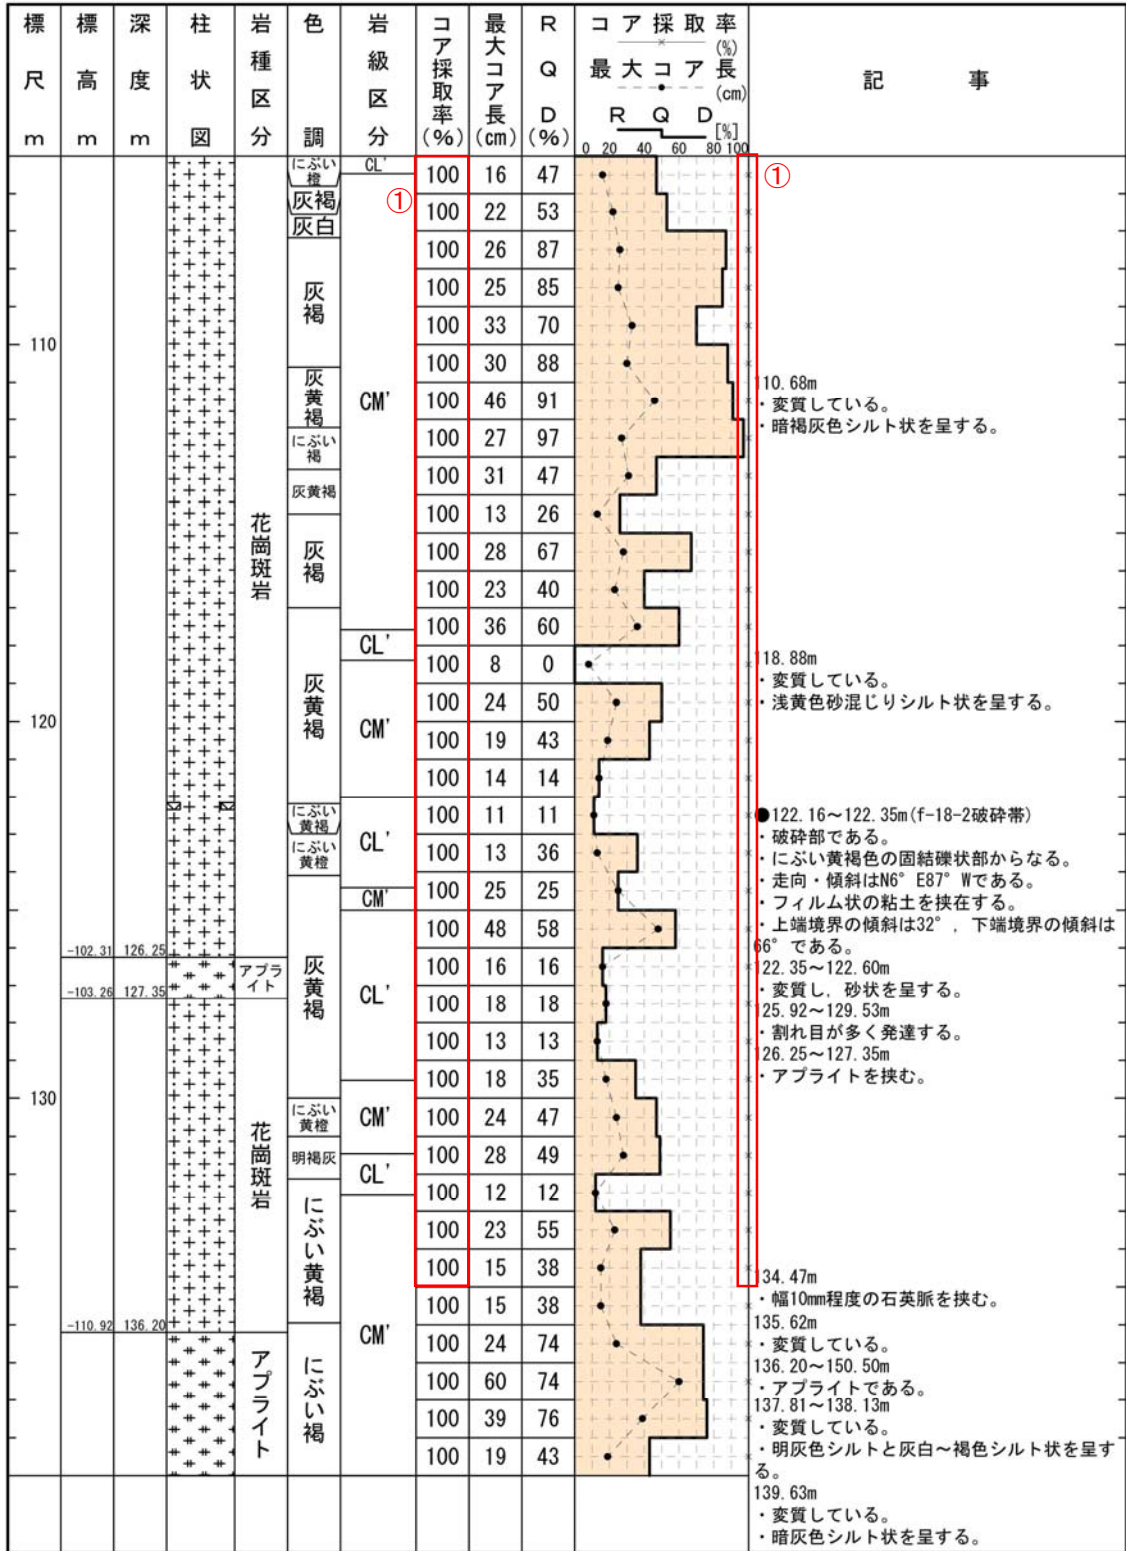 標尺m
標高m
深度m
柱状図
岩種区分
色調
岩級区分
コア採取率(%)
最大コア長(cm)
RQD(%)
コア採取率
(%)
最大コア長
(cm)
RQD
[%]
0 20 40 60 80 100
記事
①
①
にぶい橙
灰褐
灰白
灰褐
灰黄褐
にぶい褐
灰黄褐
灰褐
灰黄褐
にぶい黄褐
にぶい黄橙
灰黄褐
にぶい黄橙
明褐灰
にぶい黄褐
にぶい褐
CL'
CM'
CL'
CM'
CL'
CM'
CL'
CM'
CL'
CM'
花崗斑岩
アプライト
花崗斑岩
アプライト
110
120
130
-102.31 126.25
-103.26 127.35
-110.92 136.20
100 16 47
100 22 53
100 26 87
100 25 85
100 33 70
100 30 88
100 46 91
100 27 97
100 31 47
100 13 26
100 28 67
100 23 40
100 36 60
100 8 0
100 24 50
100 19 43
100 14 14
100 11 11
100 13 36
100 25 25
100 48 58
100 16 16
100 18 18
100 13 13
100 18 35
100 24 47
100 28 49
100 12 12
100 23 55
100 15 38
100 15 38
100 24 74
100 60 74
100 39 76
100 19 43
110.68m
・変質している。
・暗褐灰色シルト状を呈する。
118.88m
・変質している。
・浅黄色砂混じりシルト状を呈する。
●122.16～122.35m(f-18-2破砕帯)
・破砕部である。
・にぶい黄褐色の固結礫状部からなる。
・走向・傾斜はN6°E87°Wである。
・フィルム状の粘土を挟在する。
・上端境界の傾斜は32°，下端境界の傾斜は
66°である。
122.35～122.60m
・変質し，砂状を呈する。
125.92～129.53m
・割れ目が多く発達する。
126.25～127.35m
・アプライトを挟む。
134.47m
・幅10mm程度の石英脈を挟む。
135.62m
・変質している。
136.20～150.50m
・アプライトである。
137.81～138.13m
・変質している。
・明灰色シルトと灰白～褐色シルト状を呈す
る。
139.63m
・変質している。
・暗灰色シルト状を呈する。